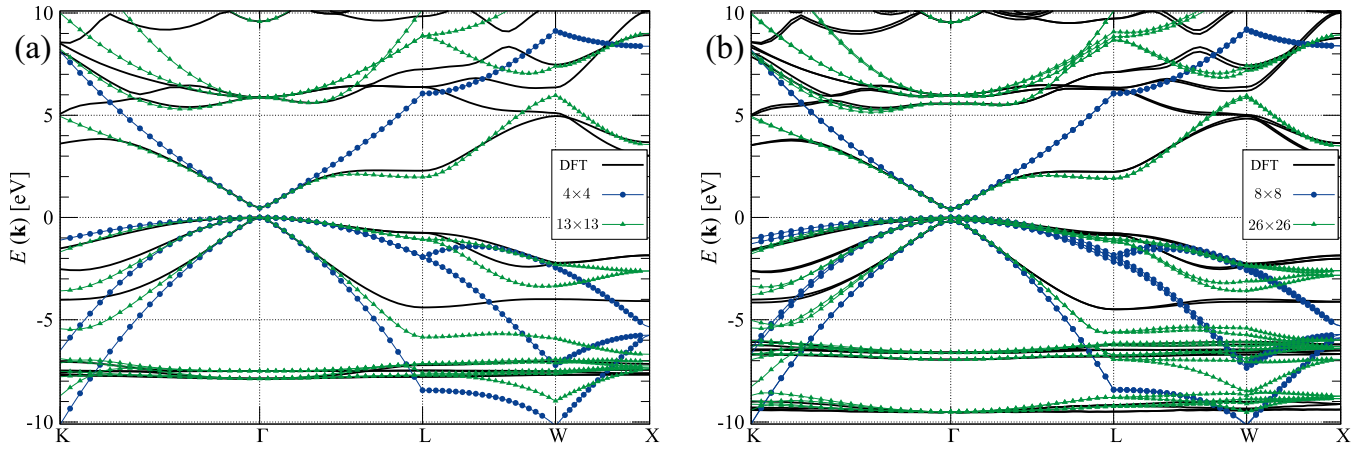 (a)
E(k) [eV]
10
5
0
-5
-10
K
Γ
L
W
X
DFT
4×4
13×13
(b)
E(k) [eV]
10
5
0
-5
-10
K
Γ
L
W
X
DFT
8×8
26×26